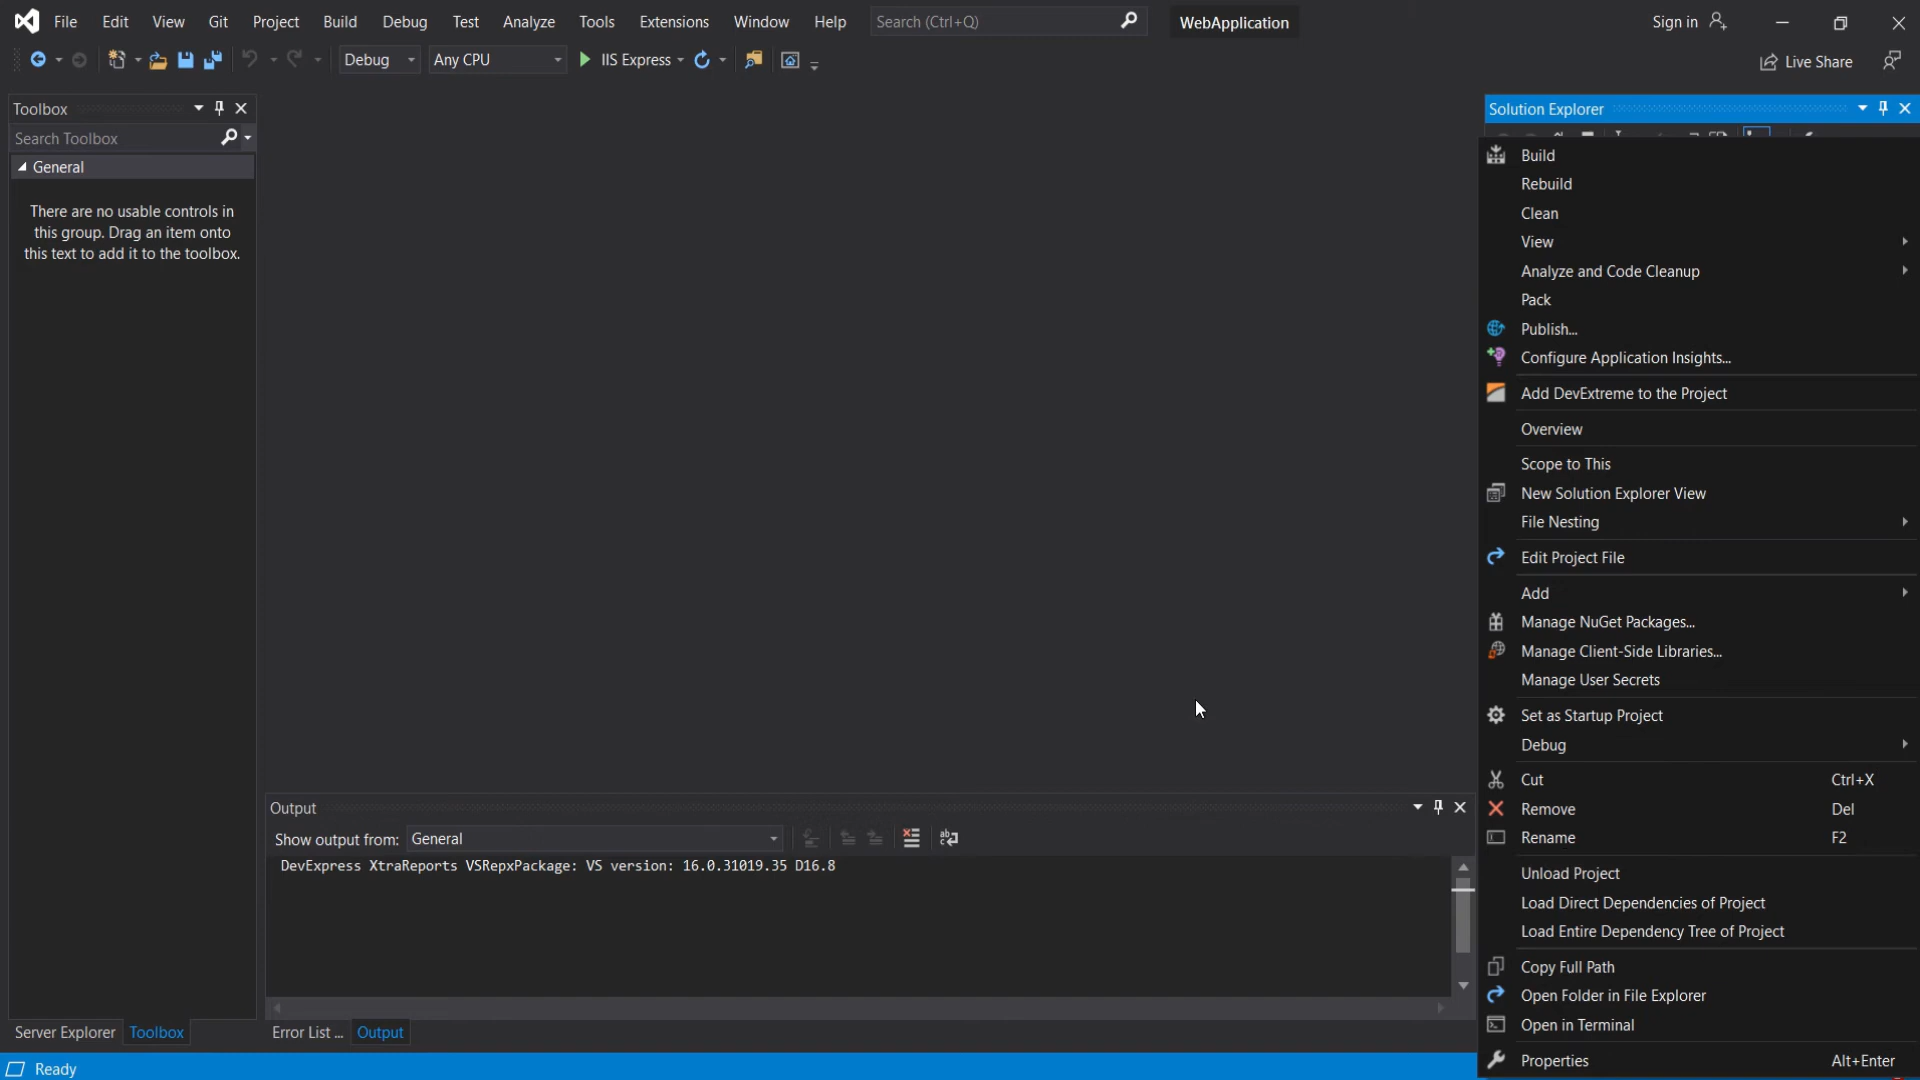 File Edit View Git Project Build Debug Test Analyze Tools Extensions Window Help Search (Ctrl+Q) WebApplication Sign in
Debug Any CPU IIS Express Live Share
Toolbox
Search Toolbox
General
There are no usable controls in
this group. Drag an item onto
this text to add it to the toolbox.
Server Explorer Toolbox
Output
Show output from: General
DevExpress XtraReports VSRepxPackage: VS version: 16.0.31019.35 D16.8
Error List ... Output
Solution Explorer
Build
Rebuild
Clean
View
Analyze and Code Cleanup
Pack
Publish...
Configure Application Insights...
Add DevExtreme to the Project
Overview
Scope to This
New Solution Explorer View
File Nesting
Edit Project File
Add
Manage NuGet Packages...
Manage Client-Side Libraries...
Manage User Secrets
Set as Startup Project
Debug
Cut Ctrl+X
Remove Del
Rename F2
Unload Project
Load Direct Dependencies of Project
Load Entire Dependency Tree of Project
Copy Full Path
Open Folder in File Explorer
Open in Terminal
Properties Alt+Enter
Ready